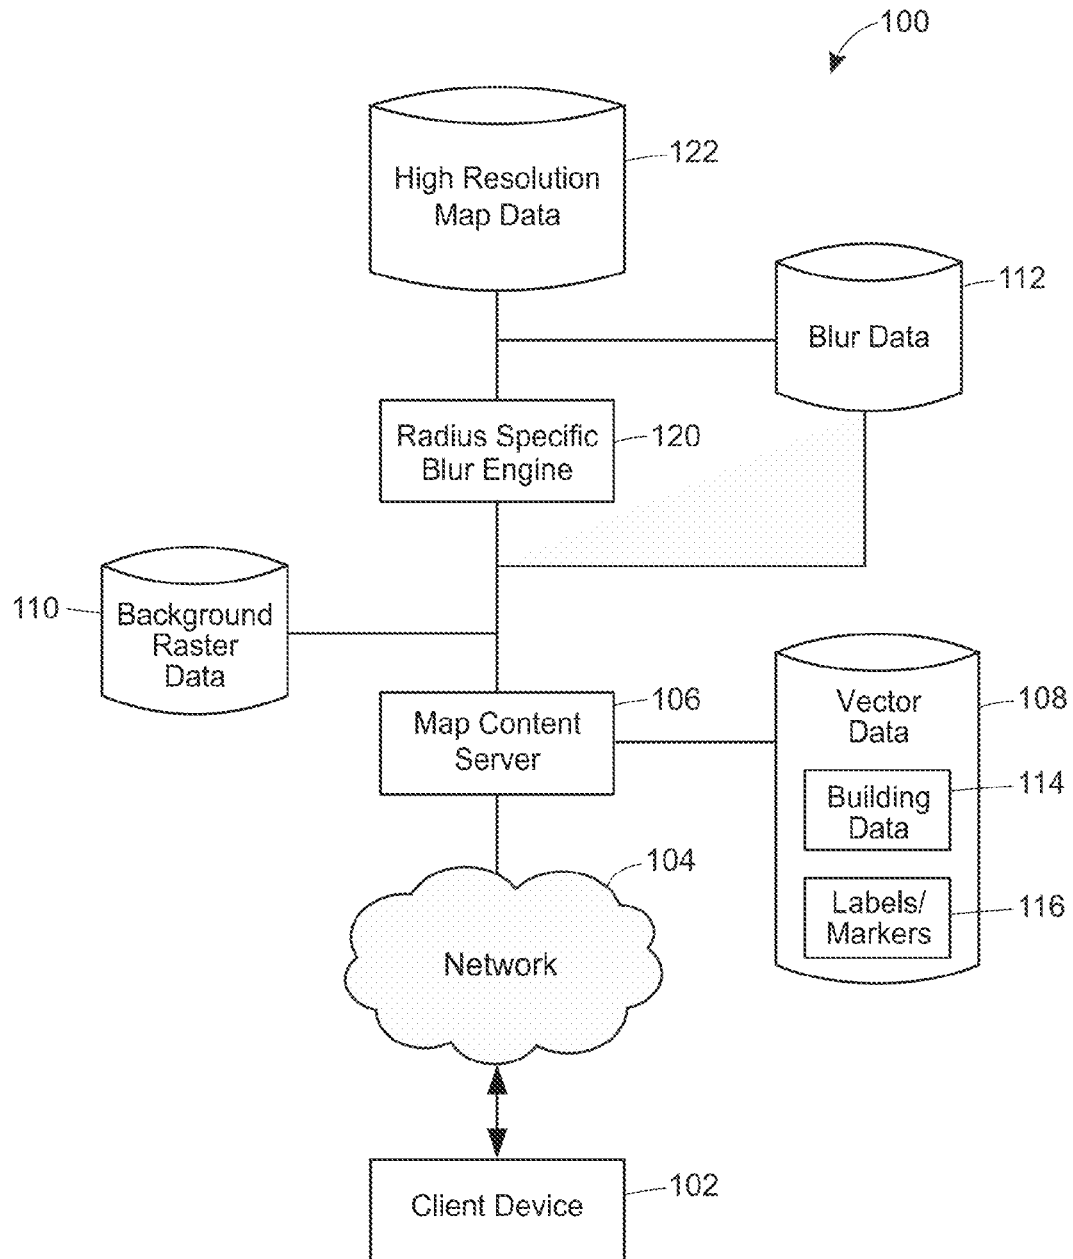 100
High Resolution
Map Data
122
Blur Data
112
Radius Specific
Blur Engine
120
110
Background
Raster
Data
Map Content
Server
106
Vector
Data
108
Building
Data
114
Labels/
Markers
116
104
Network
Client Device
102